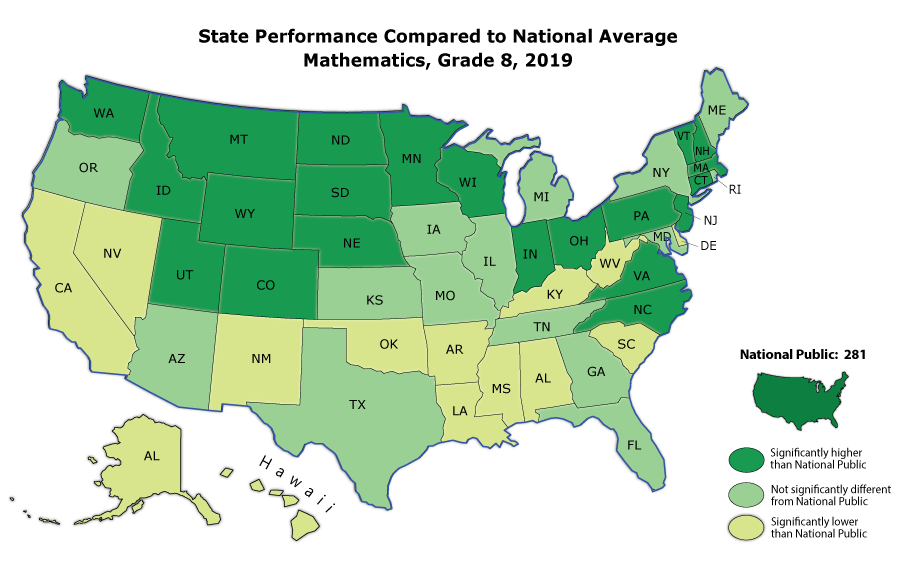 State Performance Compared to National Average
Mathematics, Grade 8, 2019
WA
MT
ND
MN
ME
VT
NH
OR
ID
SD
WI
MI
NY
MA
CT
RI
WY
NE
IA
PA
NJ
NV
UT
CO
IL
IN
OH
MD
DE
CA
KS
MO
KY
WV
VA
NC
AZ
NM
OK
AR
TN
SC
TX
LA
MS
AL
GA
FL
AL
Hawaii
National Public: 281
Significantly higher
than National Public
Not significantly different
from National Public
Significantly lower
than National Public